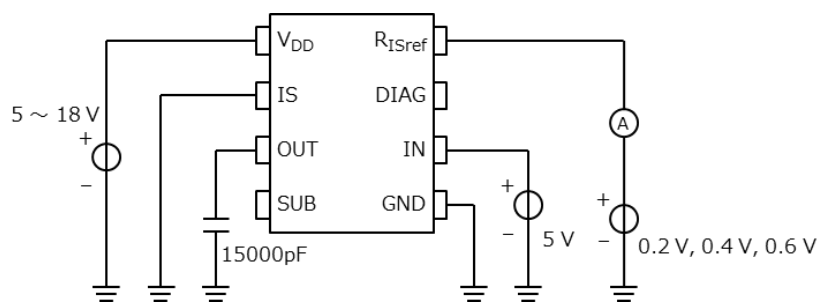 V_DD
R_ISref
IS
DIAG
5 ～ 18 V
+
−
OUT
IN
A
SUB
GND
+
−
5 V
+
−
0.2 V, 0.4 V, 0.6 V
15000pF